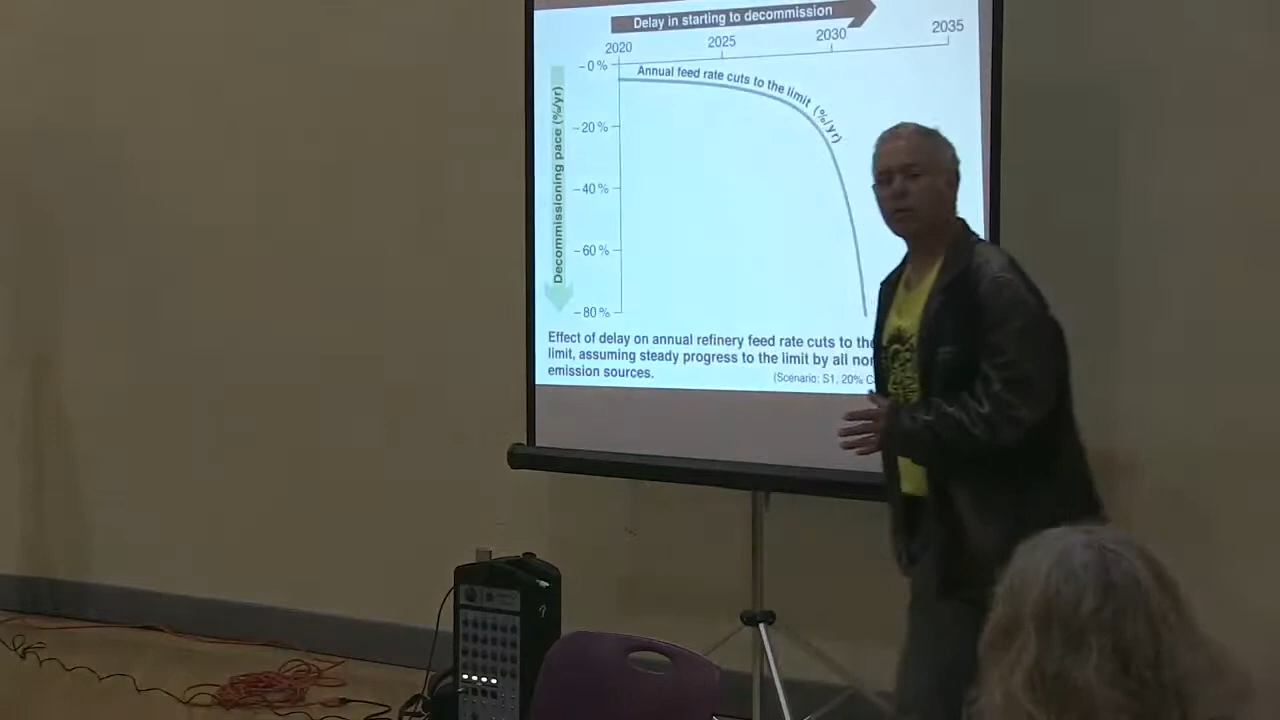 Delay in starting to decommission
2020
2025
2030
2035
Decommissioning pace (%/yr)
–0 %
–20 %
–40 %
–60 %
–80 %
Annual feed rate cuts to the limit (%/yr)
Effect of delay on annual refinery feed rate cuts to the
limit, assuming steady progress to the limit by all
emission sources.
(Scenario: S1, 20%